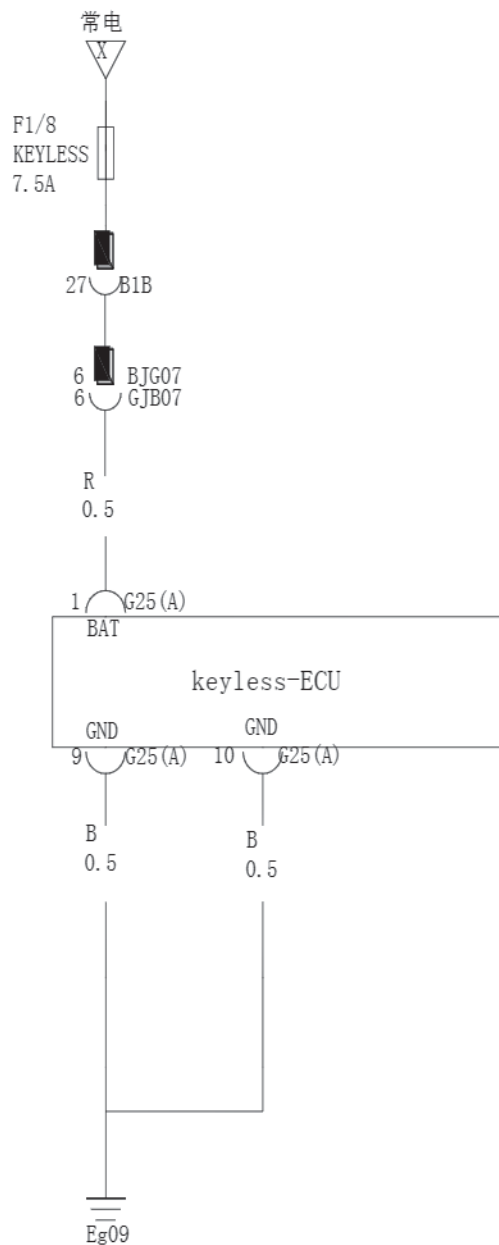 常电
X
F1/8
KEYLESS
7.5A
27 B1B
6 BJG07
6 GJB07
R
0.5
1 G25(A)
BAT
keyless-ECU
GND GND
9 G25(A) 10 G25(A)
B B
0.5 0.5
Eg09